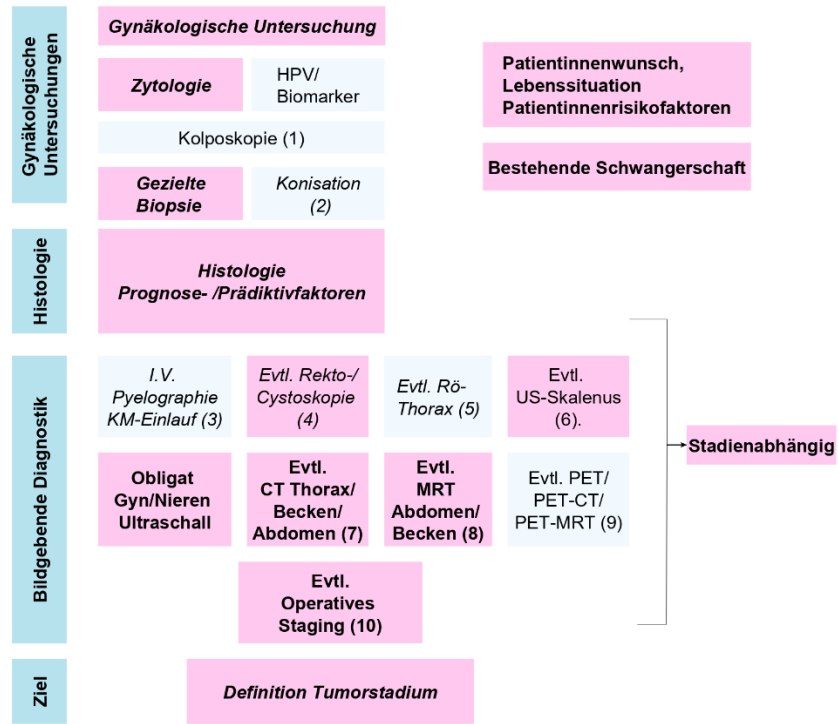 Gynäkologische
Untersuchungen
Gynäkologische Untersuchung
Zytologie
HPV/
Biomarker
Kolposkopie (1)
Gezielte
Biopsie
Konisation
(2)
Patientinnenwunsch,
Lebenssituation
Patientinnenrisikofaktoren
Bestehende Schwangerschaft
Histologie
Histologie
Prognose- /Prädiktivfaktoren
Bildgebende Diagnostik
I.V.
Pyelographie
KM-Einlauf (3)
Evtl. Rekto-/
Cystoskopie
(4)
Evtl. Rö-
Thorax (5)
Evtl.
US-Skalenus
(6).
Obligat
Gyn/Nieren
Ultraschall
Evtl.
CT Thorax/
Becken/
Abdomen (7)
Evtl.
MRT
Abdomen/
Becken (8)
Evtl. PET/
PET-CT/
PET-MRT (9)
Evtl.
Operatives
Staging (10)
Stadienabhängig
Ziel
Definition Tumorstadium